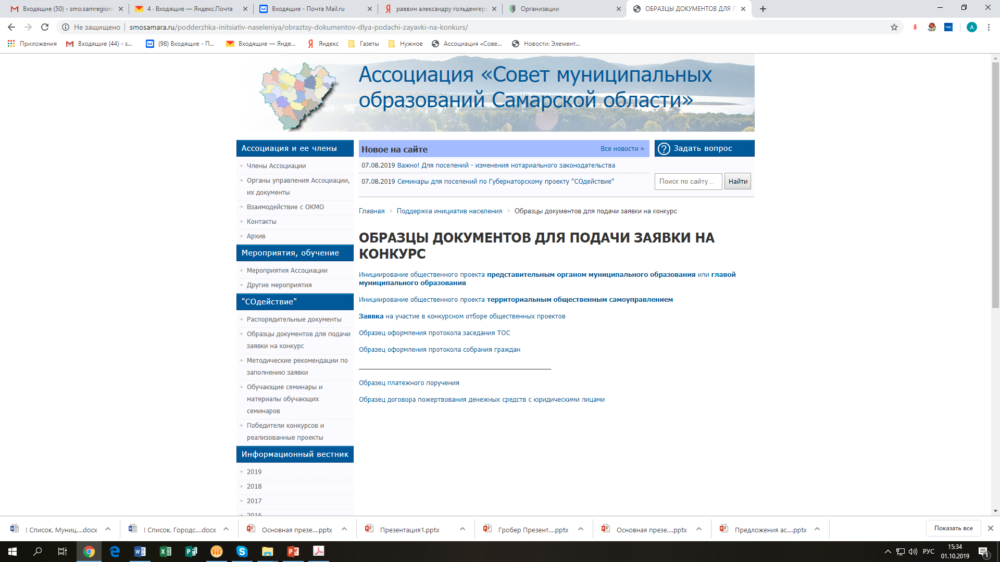 Входящие (50) - smo.samregion
4 · Входящие — Яндекс.Почта
Входящие - Почта Mail.ru
раввин александру гольденгер
Организации
ОБРАЗЦЫ ДОКУМЕНТОВ ДЛЯ П
Не защищено
smosamara.ru/podderzhka-initsiativ-naseleniya/obraztsy-dokumentov-dlya-podachi-zayavki-na-konkurs/
Приложения
Входящие (44) - s...
(98) Входящие - П...
Входящие — Янде...
Яндекс
Газеты
Нужное
Ассоциация «Сове...
Новости: Элемент...
Ассоциация «Совет муниципальных
образований Самарской области»
Ассоциация и ее члены
Члены Ассоциации
Органы управления Ассоциации,
их документы
Взаимодействие с ОКМО
Контакты
Архив
Мероприятия, обучение
Мероприятия Ассоциации
Другие мероприятия
"СОдействие"
Распорядительные документы
Образцы документов для подачи
заявки на конкурс
Методические рекомендации по
заполнению заявки
Обучающие семинары и
материалы обучающих
семинаров
Победители конкурсов и
реализованные проекты
Информационный вестник
2019
2018
2017
2016
Новое на сайте
Все новости »
07.08.2019 Важно! Для поселений - изменения нотариального законодательства
07.08.2019 Семинары для поселений по Губернаторскому проекту "СОдействие"
Задать вопрос
Поиск по сайту...
Найти
Главная › Поддержка инициатив населения › Образцы документов для подачи заявки на конкурс
ОБРАЗЦЫ ДОКУМЕНТОВ ДЛЯ ПОДАЧИ ЗАЯВКИ НА
КОНКУРС
Инициирование общественного проекта представительным органом муниципального образования или главой
муниципального образования
Инициирование общественного проекта территориальным общественным самоуправлением
Заявка на участие в конкурсном отборе общественных проектов
Образец оформления протокола заседания ТОС
Образец оформления протокола собрания граждан
Образец платежного поручения
Образец договора пожертвования денежных средств с юридическими лицами
! Список. Муниц....docx
! Список. Городс....docx
Основная презе....pptx
Презентация1.pptx
Гробер Презент....pptx
Основная презе....pptx
Предложения ас....pptx
Показать все
РУС
15:34
01.10.2019
1